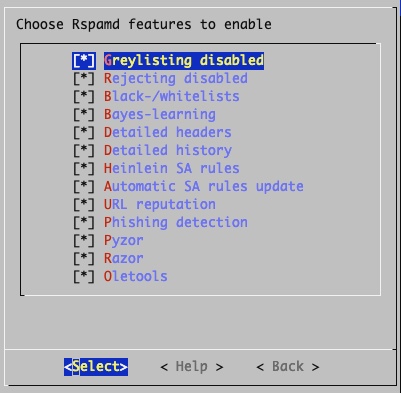 Choose Rspamd features to enable
[*] Greylisting disabled
[*] Rejecting disabled
[*] Black-/whitelists
[*] Bayes-learning
[*] Detailed headers
[*] Detailed history
[*] Heinlein SA rules
[*] Automatic SA rules update
[*] URL reputation
[*] Phishing detection
[*] Pyzor
[*] Razor
[*] Oletools
<Select> < Help > < Back >